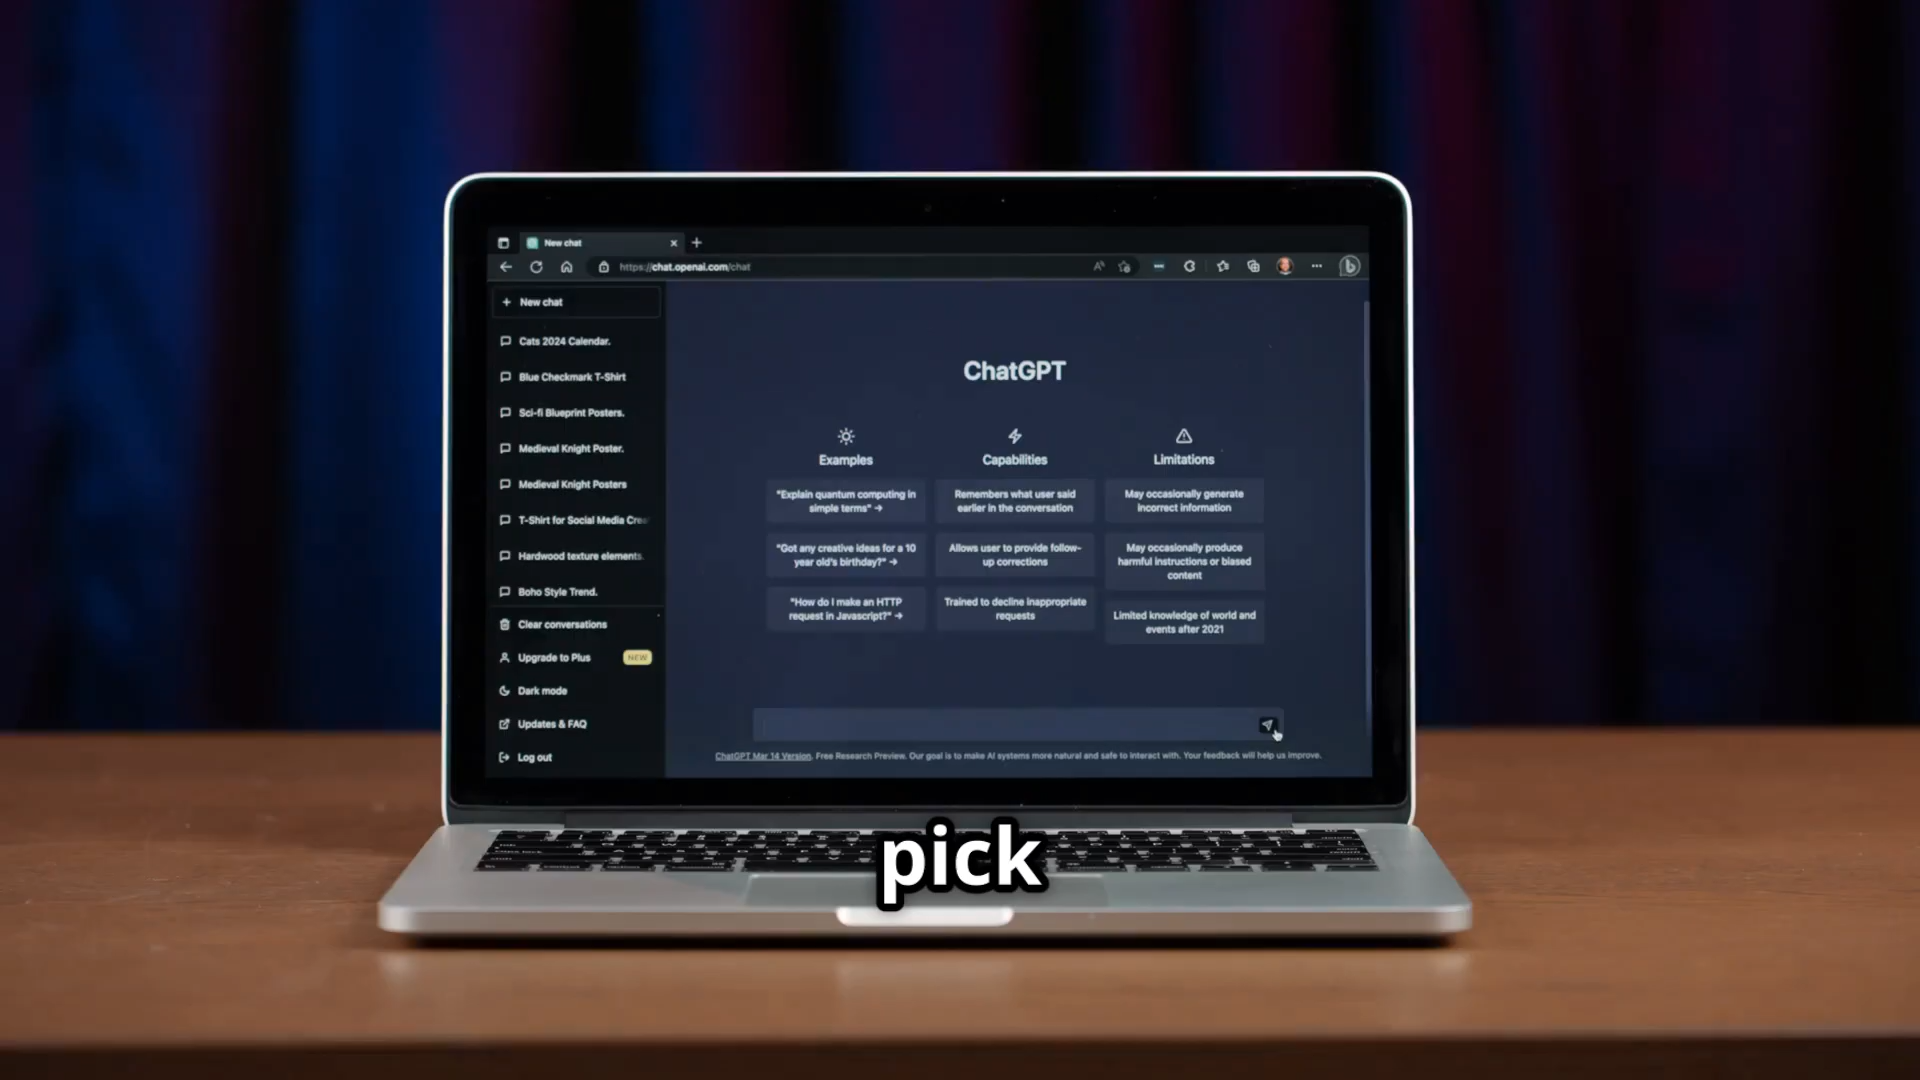 New chat
https://chat.openai.com/chat
New chat
Cats 2024 Calendar.
Blue Checkmark T-Shirt
Sci-fi Blueprint Posters.
Medieval Knight Poster.
Medieval Knight Posters
T-Shirt for Social Media Crea
Hardwood texture elements.
Boho Style Trend.
Clear conversations
Upgrade to Plus
NEW
Dark mode
Updates & FAQ
Log out
ChatGPT
Examples
"Explain quantum computing in
simple terms" →
"Got any creative ideas for a 10
year old's birthday?" →
"How do I make an HTTP
request in Javascript?" →
Capabilities
Remembers what user said
earlier in the conversation
Allows user to provide follow-
up corrections
Trained to decline inappropriate
requests
Limitations
May occasionally generate
incorrect information
May occasionally produce
harmful instructions or biased
content
Limited knowledge of world and
events after 2021
ChatGPT Mar 14 Version. Free Research Preview. Our goal is to make AI systems more natural and safe to interact with. Your feedback will help us improve.
pick